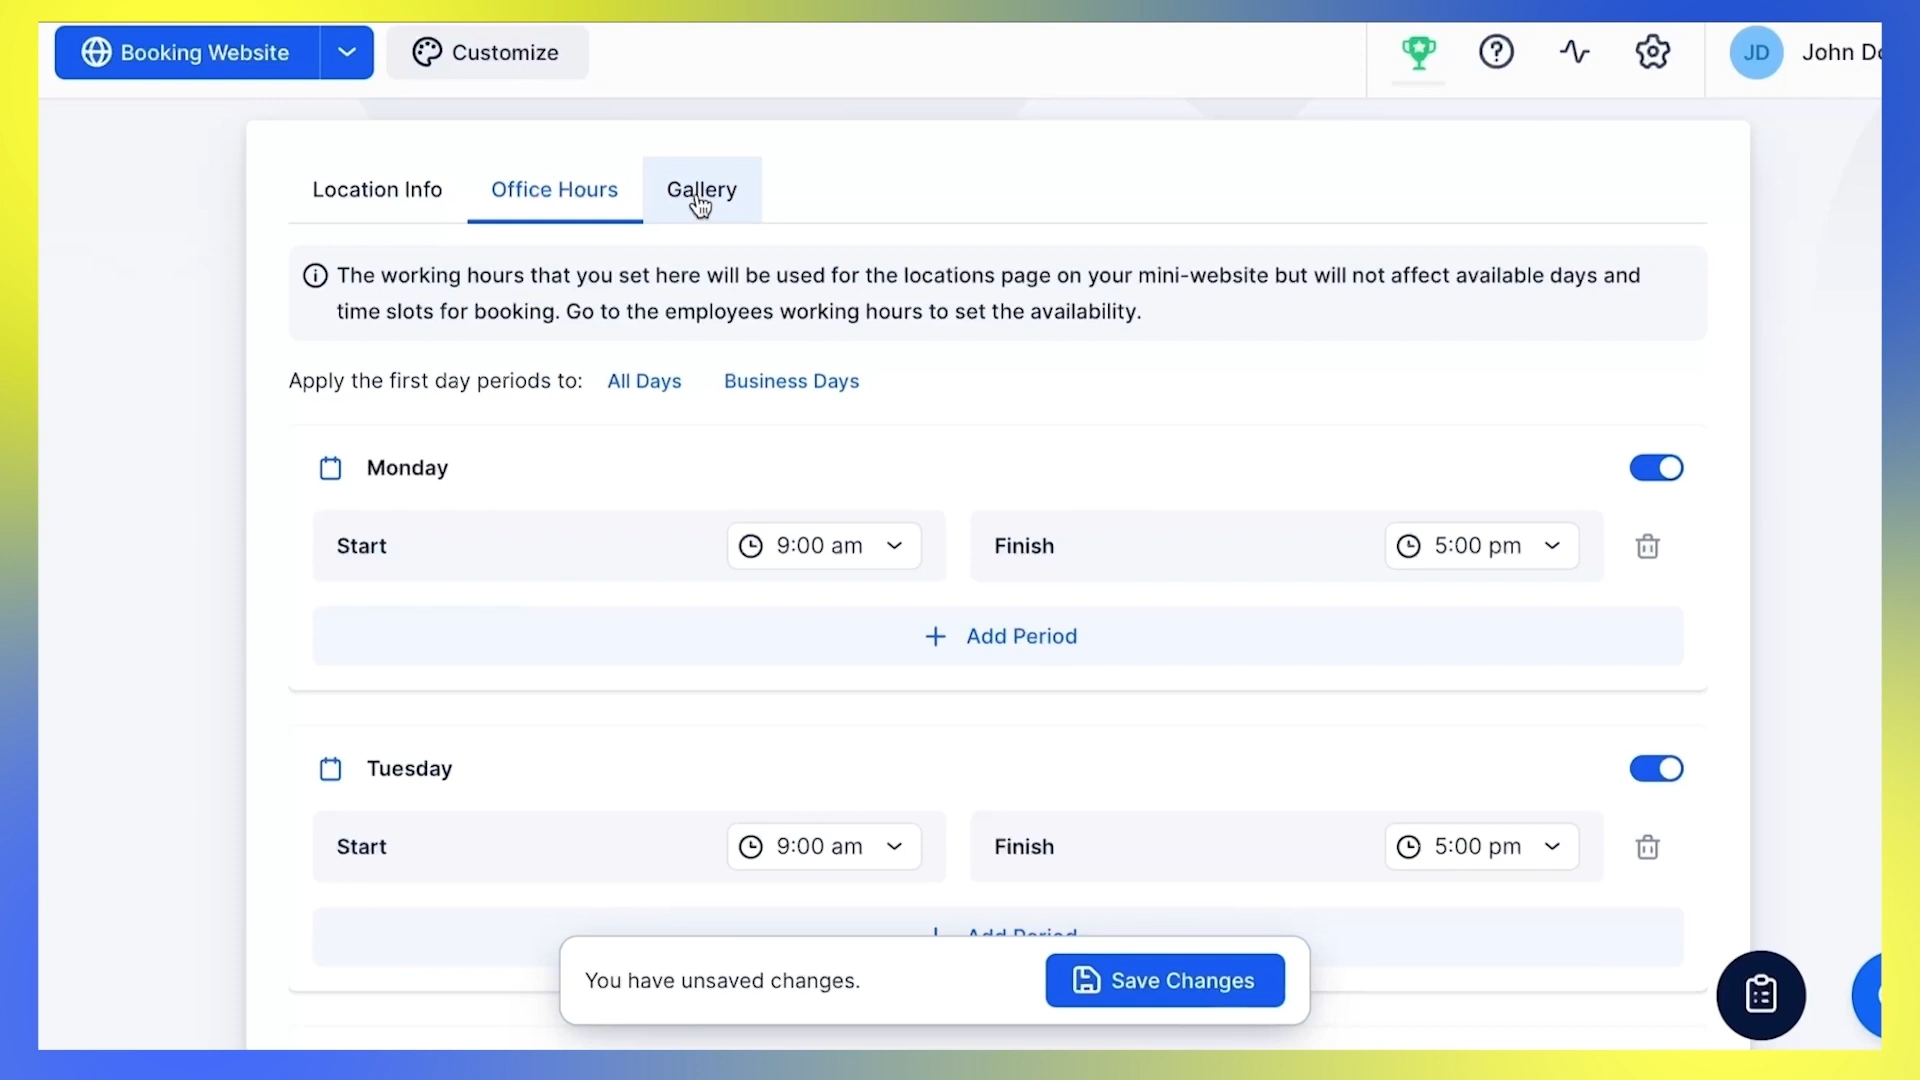 Booking Website
Customize
JD
John Do
Location Info
Office Hours
Gallery
The working hours that you set here will be used for the locations page on your mini-website but will not affect available days and
time slots for booking. Go to the employees working hours to set the availability.
Apply the first day periods to: All Days Business Days
Monday
Start 9:00 am Finish 5:00 pm
+ Add Period
Tuesday
Start 9:00 am Finish 5:00 pm
Add Period
You have unsaved changes. Save Changes